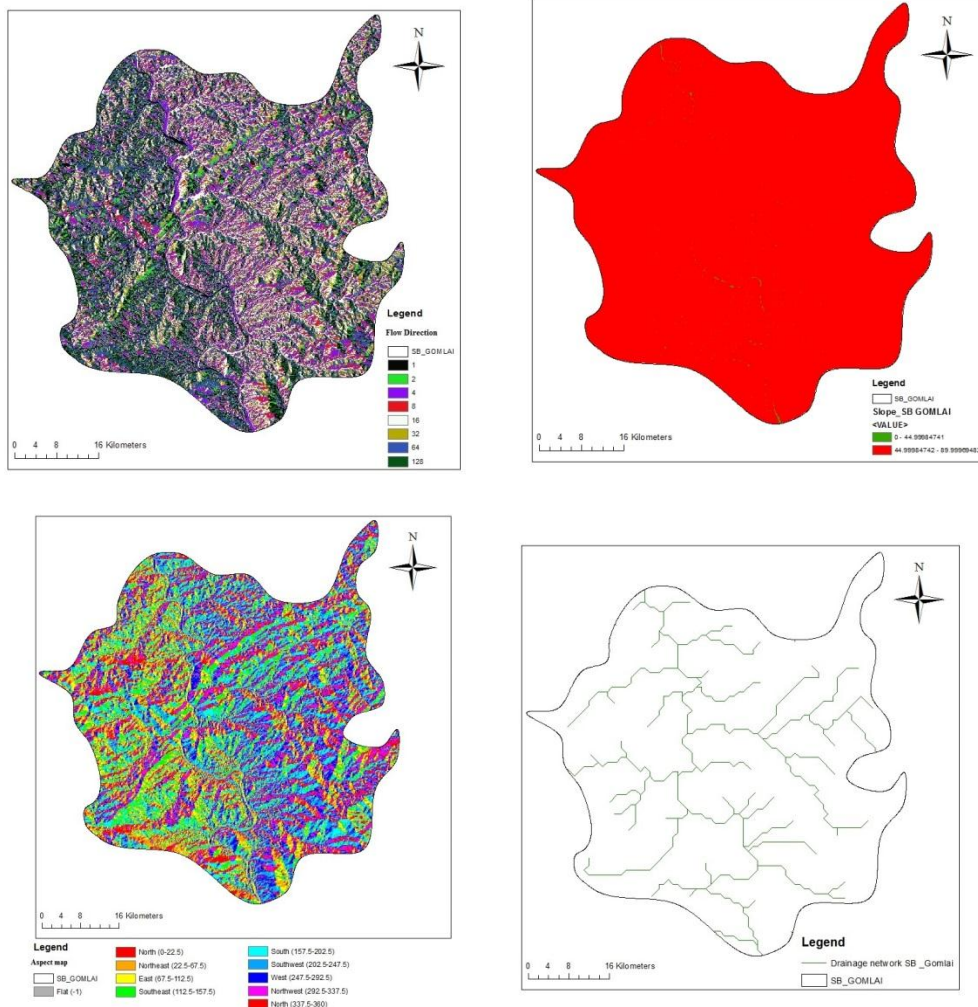 N
Legend
Flow Direction
SB_GOMLAI
1
2
4
8
16
32
64
128
0 4 8 16 Kilometers
N
Legend
SB_GOMLAI
Slope_SB GOMLAI
<VALUE>
0 - 44.99984741
44.99984742 - 89.99969482
0 4 8 16 Kilometers
N
0 4 8 16 Kilometers
Legend
Aspect map
SB_GOMLAI
Flat (-1)
North (0-22.5)
Northeast (22.5-67.5)
East (67.5-112.5)
Southeast (112.5-157.5)
South (157.5-202.5)
Southwest (202.5-247.5)
West (247.5-292.5)
Northwest (292.5-337.5)
North (337.5-360)
N
Legend
Drainage network SB _Gomlai
SB_GOMLAI
0 4 8 16 Kilometers